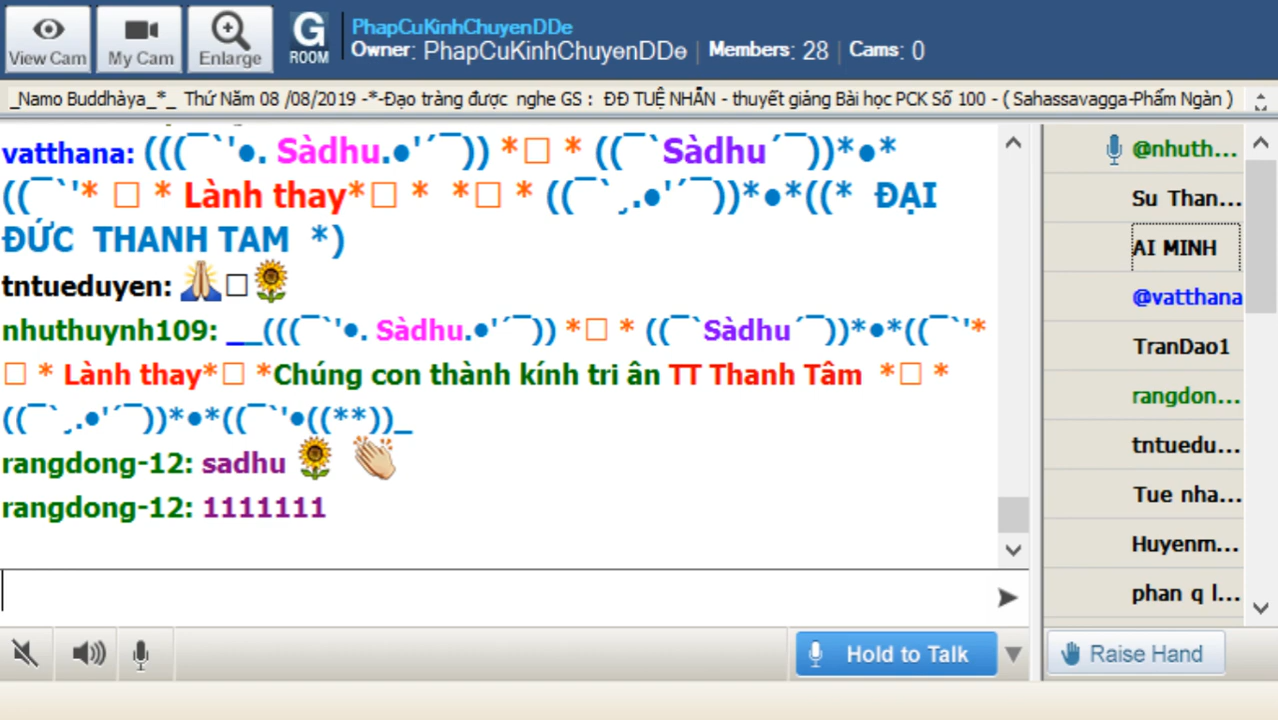 View Cam
My Cam
Enlarge
G
ROOM
PhapCuKinhChuyenDDe
Owner: PhapCuKinhChuyenDDe | Members: 28 | Cams: 0
_Namo Buddhàya_*_ Thứ Năm 08 /08/2019 -*-Đạo tràng được nghe GS : ĐĐ TUỆ NHẪN - thuyết giảng Bài học PCK Số 100 - ( Sahassavagga-Phẩm Ngàn )
vatthana: (((¯`'●. Sàdhu.●'´¯)) *□ * ((¯`Sàdhu´¯))*●*
((¯`'* □ * Lành thay*□ * *□ * ((¯`¸.●'´¯))*●*((* ĐẠI
ĐỨC THANH TAM *)
tntueduyen: 🙏□🌻
nhuthuynh109: __(((¯`'●. Sàdhu.●'´¯)) *□ * ((¯`Sàdhu´¯))*●*((¯`'*
□ * Lành thay*□ *Chúng con thành kính tri ân TT Thanh Tâm *□ *
((¯`¸.●'´¯))*●*((¯`'●((**))_
rangdong-12: sadhu 🌻 👏
rangdong-12: 1111111
@nhuth...
Su Than...
AI MINH
@vatthana
TranDao1
rangdon...
tntuedu...
Tue nha...
Huyenm...
phan q l...
Hold to Talk
Raise Hand